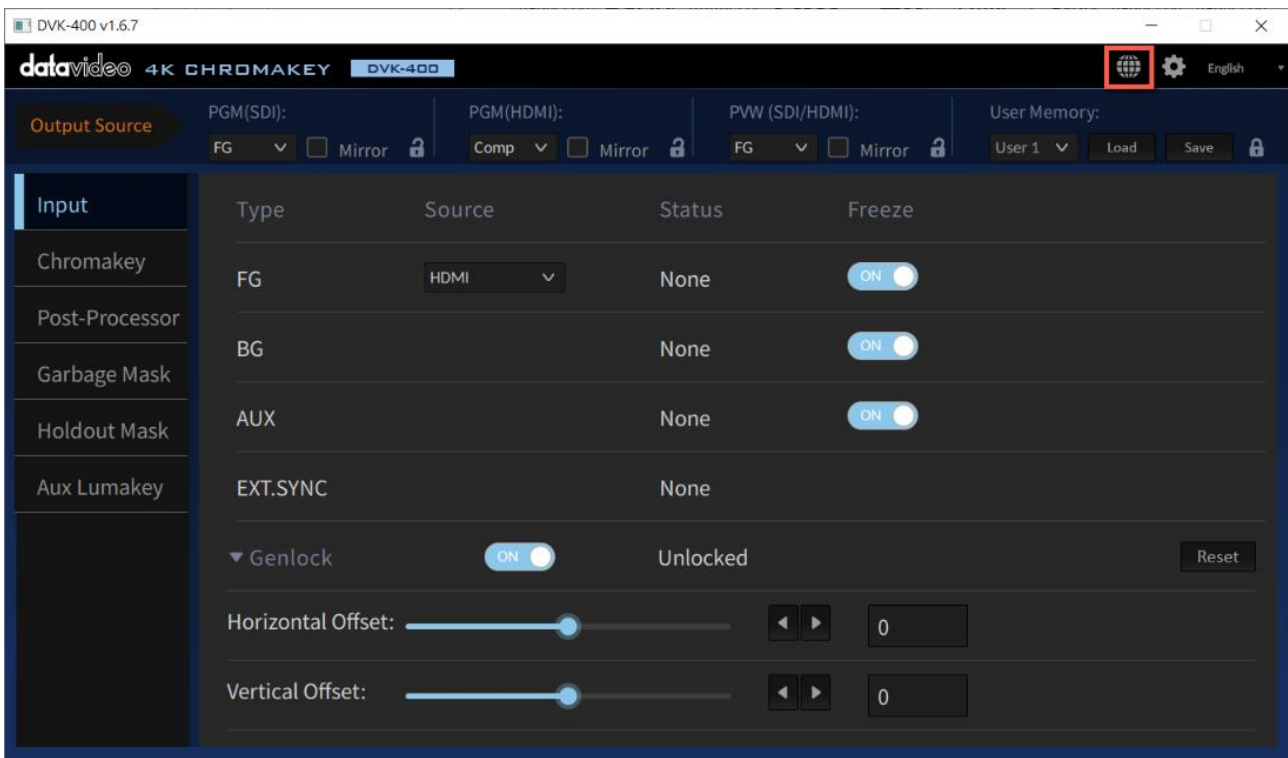 DVK-400 v1.6.7
datavideo 4K CHROMAKEY DVK-400 English
Output Source
PGM(SDI): PGM(HDMI): PVW (SDI/HDMI): User Memory:
FG Mirror Comp Mirror FG Mirror User 1 Load Save
Input
Chromakey
Post-Processor
Garbage Mask
Holdout Mask
Aux Lumakey
Type Source Status Freeze
FG HDMI None ON
BG None ON
AUX None ON
EXT.SYNC None
Genlock ON Unlocked Reset
Horizontal Offset: 0
Vertical Offset: 0